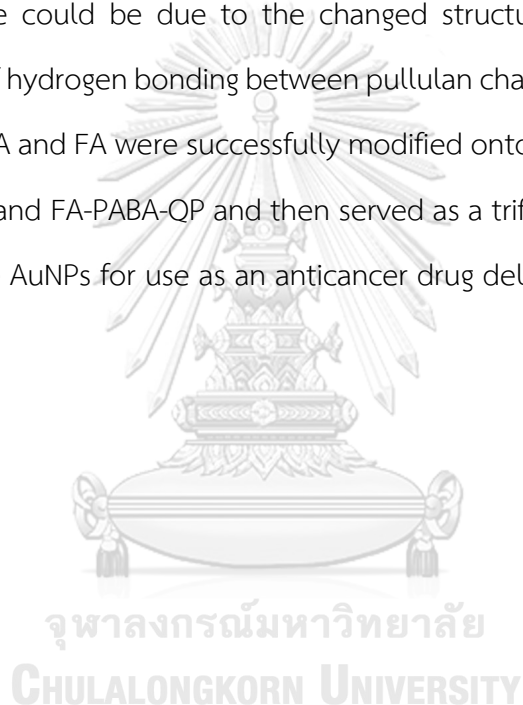 e could be due to the changed structu
f hydrogen bonding between pullulan cha
A and FA were successfully modified onto
and FA-PABA-QP and then served as a trif
AuNPs for use as an anticancer drug del
จุฬาลงกรณ์มหาวิทยาลัย
CHULALONGKORN UNIVERSITY